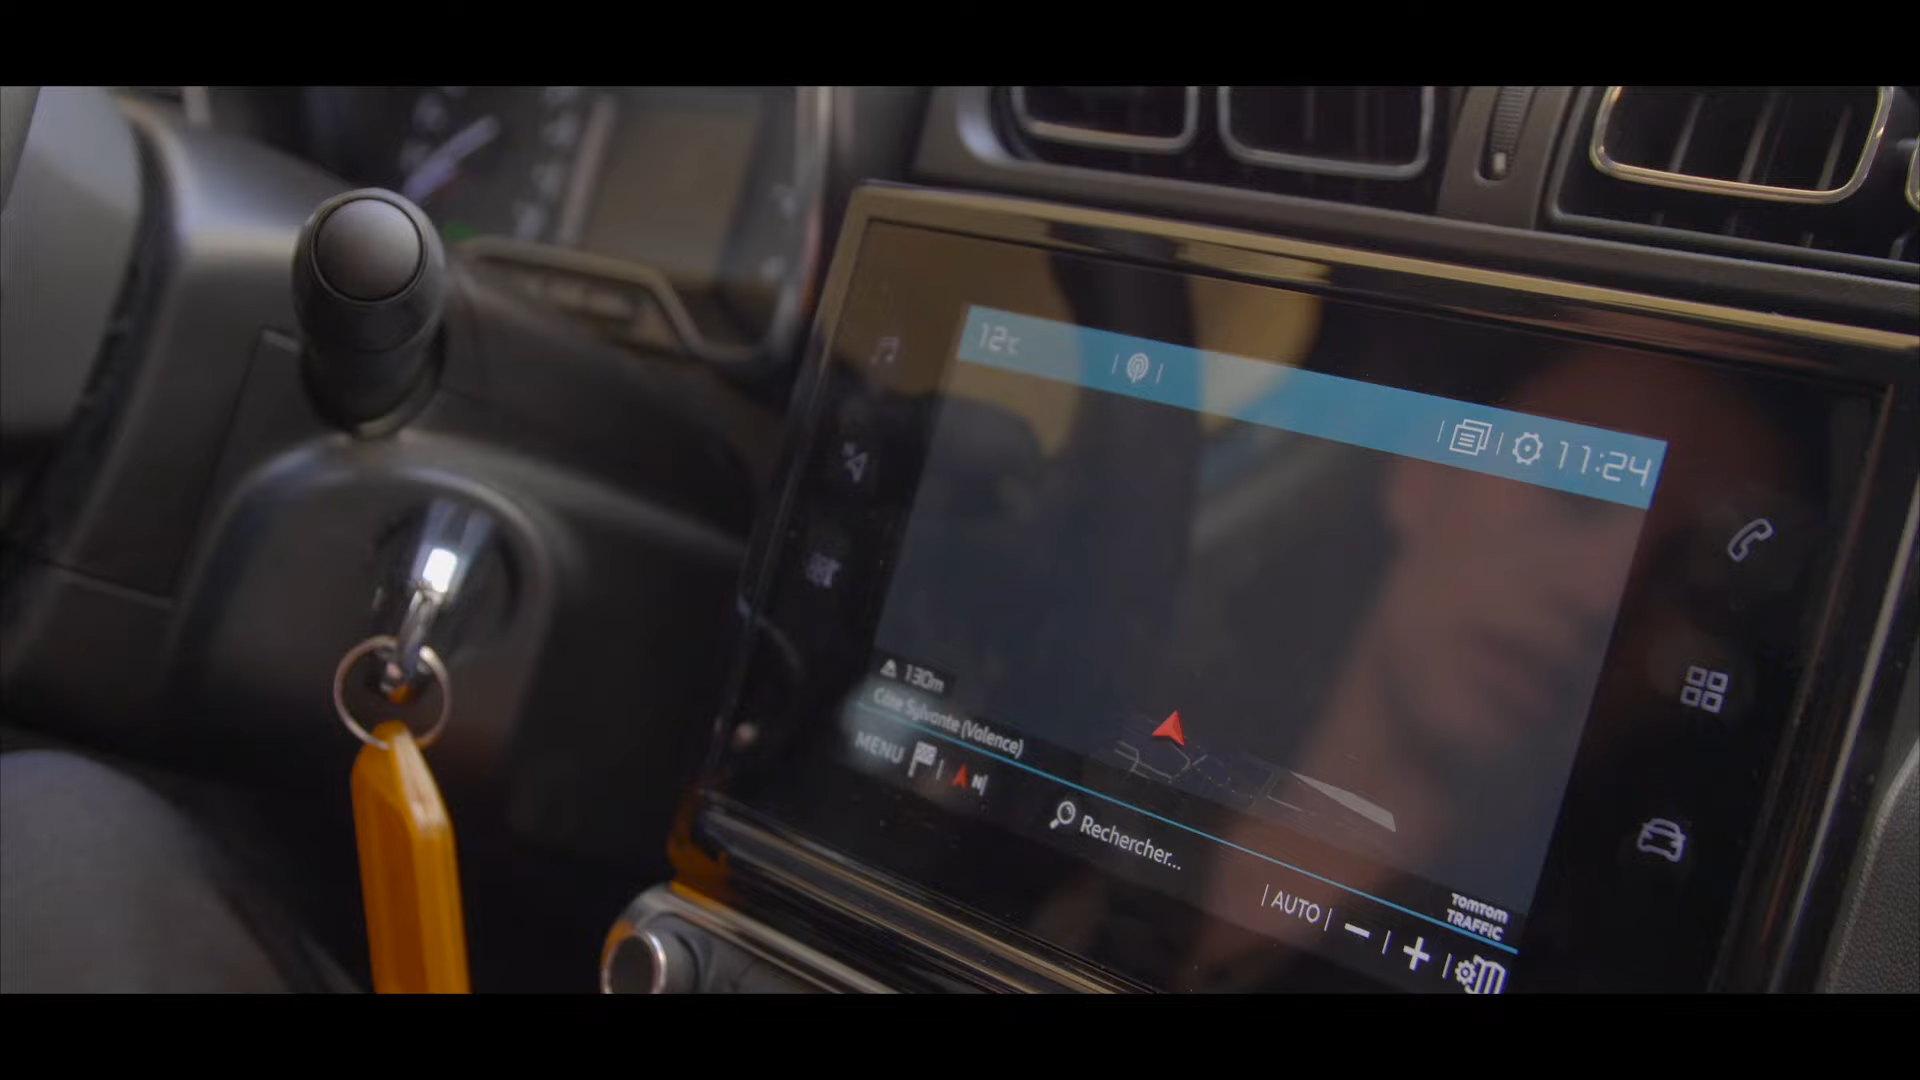 12°C
11:24
130m
Côte Sylvante (Valence)
MENU
N
Rechercher...
AUTO
TOMTOM
TRAFFIC